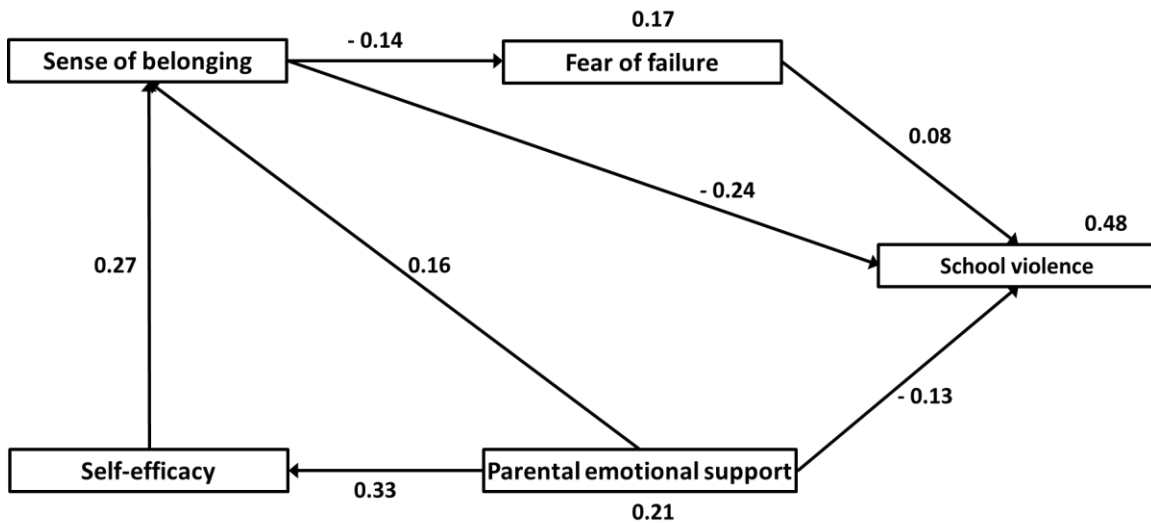 0.17
- 0.14
Sense of belonging
Fear of failure
0.08
- 0.24
0.48
0.27
0.16
School violence
- 0.13
Self-efficacy
Parental emotional support
0.33
0.21